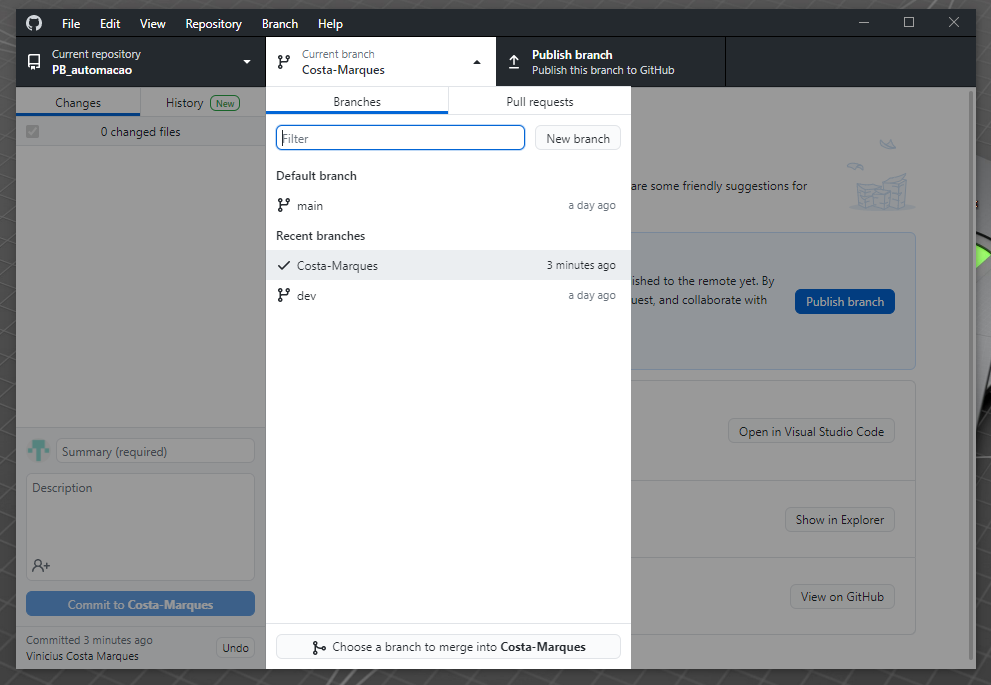 File Edit View Repository Branch Help
Current repository
PB_automacao
Current branch
Costa-Marques
Publish branch
Publish this branch to GitHub
Changes
History New
0 changed files
Branches
Pull requests
Filter
New branch
Default branch
main
a day ago
Recent branches
Costa-Marques
3 minutes ago
dev
a day ago
are some friendly suggestions for
ished to the remote yet. By
uest, and collaborate with
Publish branch
Open in Visual Studio Code
Show in Explorer
View on GitHub
Summary (required)
Description
Commit to Costa-Marques
Committed 3 minutes ago
Vinicius Costa Marques
Undo
Choose a branch to merge into Costa-Marques